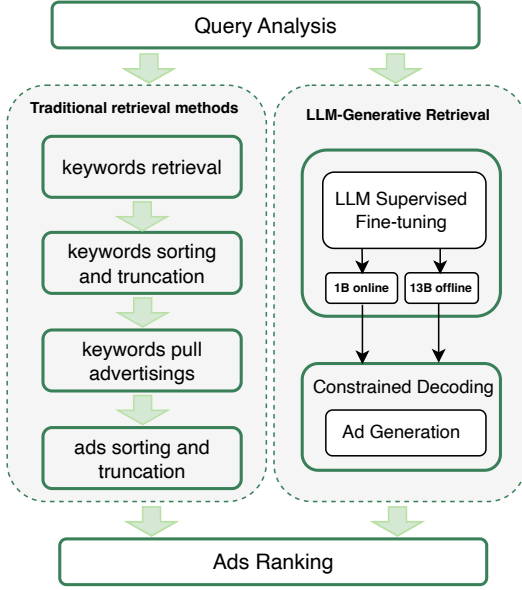 Query Analysis
Traditional retrieval methods
keywords retrieval
keywords sorting
and truncation
keywords pull
advertisings
ads sorting and
truncation
LLM-Generative Retrieval
LLM Supervised
Fine-tuning
1B online
13B offline
Constrained Decoding
Ad Generation
Ads Ranking